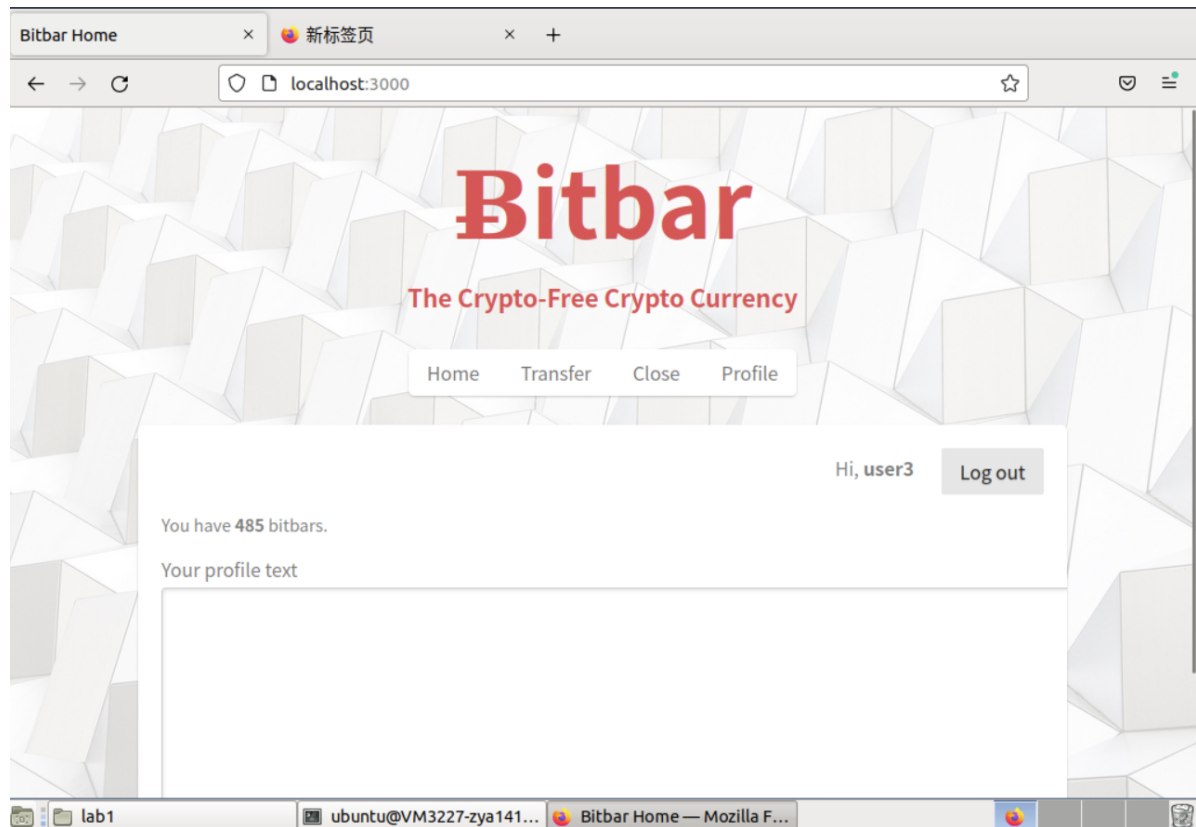 Bitbar Home
新标签页
localhost:3000
Ƀitbar
The Crypto-Free Crypto Currency
Home Transfer Close Profile
Hi, user3 Log out
You have 485 bitbars.
Your profile text
lab1 ubuntu@VM3227-zya141... Bitbar Home — Mozilla F...